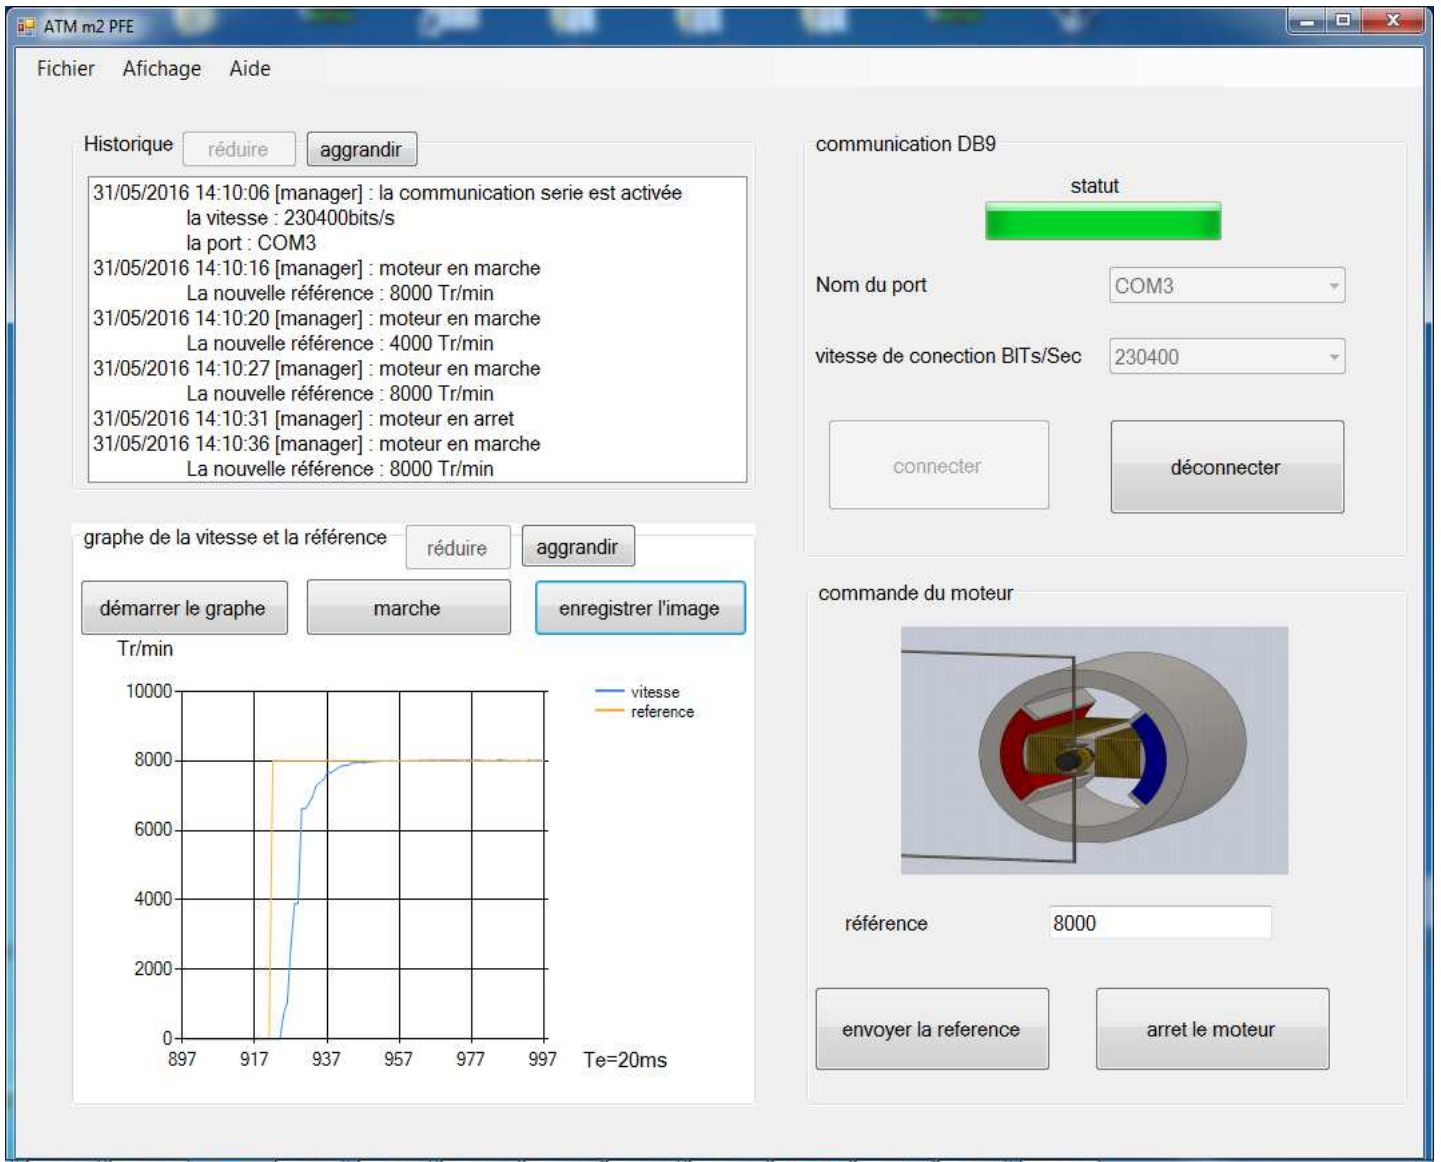 ATM m2 PFE
Fichier Afichage Aide
Historique réduire aggrandir
31/05/2016 14:10:06 [manager] : la communication serie est activée
la vitesse : 230400bits/s
la port : COM3
31/05/2016 14:10:16 [manager] : moteur en marche
La nouvelle référence : 8000 Tr/min
31/05/2016 14:10:20 [manager] : moteur en marche
La nouvelle référence : 4000 Tr/min
31/05/2016 14:10:27 [manager] : moteur en marche
La nouvelle référence : 8000 Tr/min
31/05/2016 14:10:31 [manager] : moteur en arret
31/05/2016 14:10:36 [manager] : moteur en marche
La nouvelle référence : 8000 Tr/min
communication DB9
statut
Nom du port COM3
vitesse de conection BITs/Sec 230400
connecter déconnecter
graphe de la vitesse et la référence réduire aggrandir
démarrer le graphe marche enregistrer l'image
Tr/min
10000
8000
6000
4000
2000
0
897 917 937 957 977 997 Te=20ms
vitesse
reference
commande du moteur
référence 8000
envoyer la reference arret le moteur